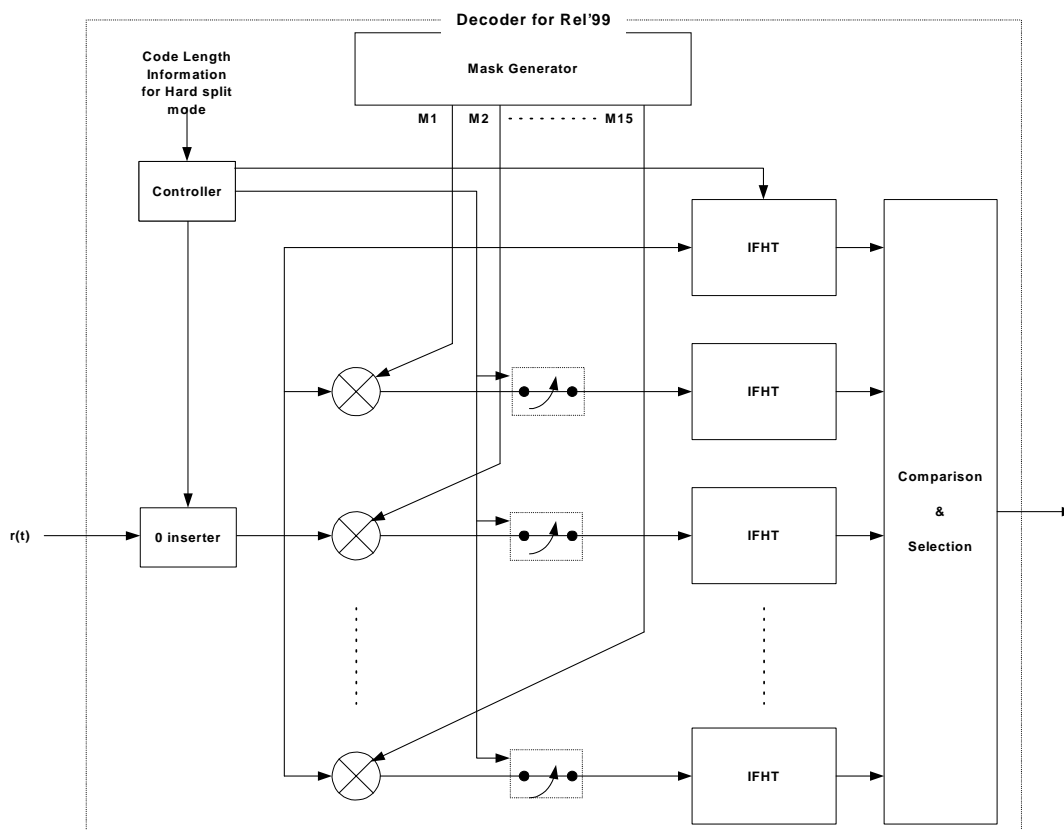 Decoder for Rel'99
Code Length
Information
for Hard split
mode
Mask Generator
M1
M2
M15
Controller
IFHT
IFHT
r(t)
0 inserter
IFHT
Comparison
&
Selection
IFHT